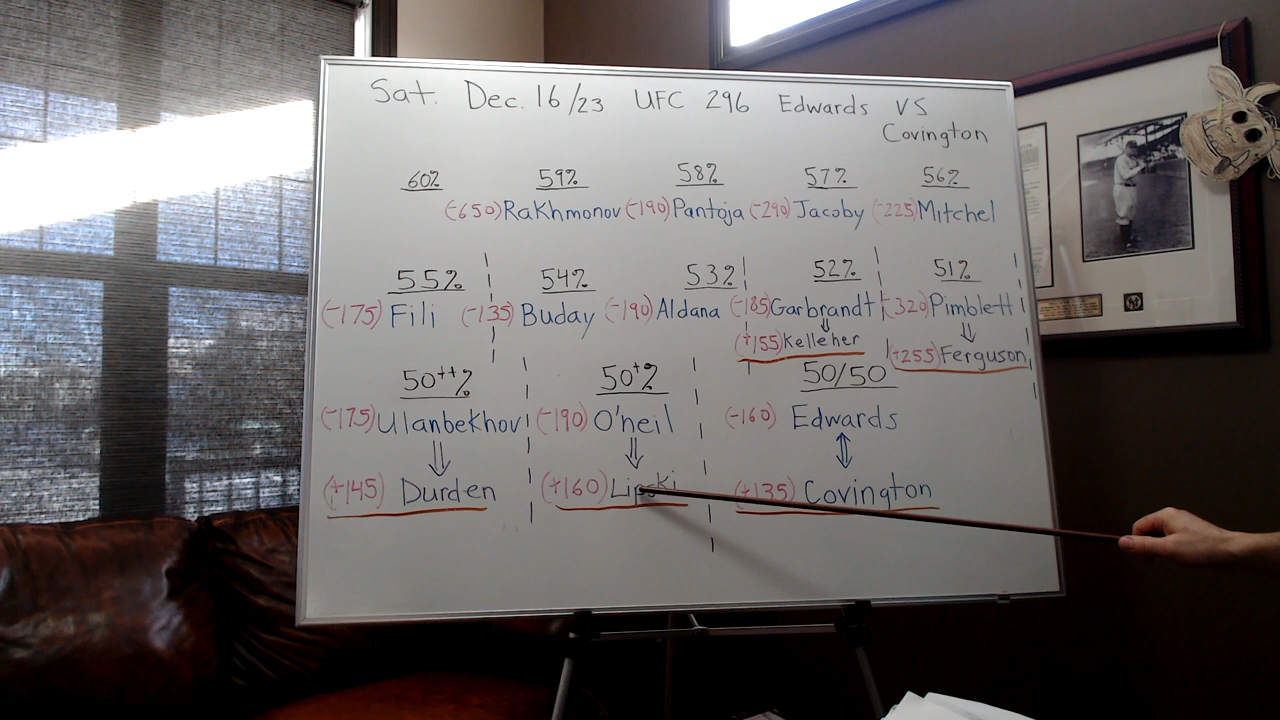 Sat. Dec. 16/23 UFC 296 Edwards VS
Covington
60% 59% 58% 57% 56%
(-650) Rakhmonov (-190) Pantoja (-290) Jacoby (-225) Mitchel
55% 54% 53% 52% 51%
(-175) Fili (-135) Buday (-190) Aldana (-185) Garbrandt (-320) Pimblett
(+155) Kelleher (+255) Ferguson
50++% 50+% 50/50
(-175) Ulanbekhov (-190) O'neil (-160) Edwards
(+145) Durden (+160) Lipski (+135) Covington